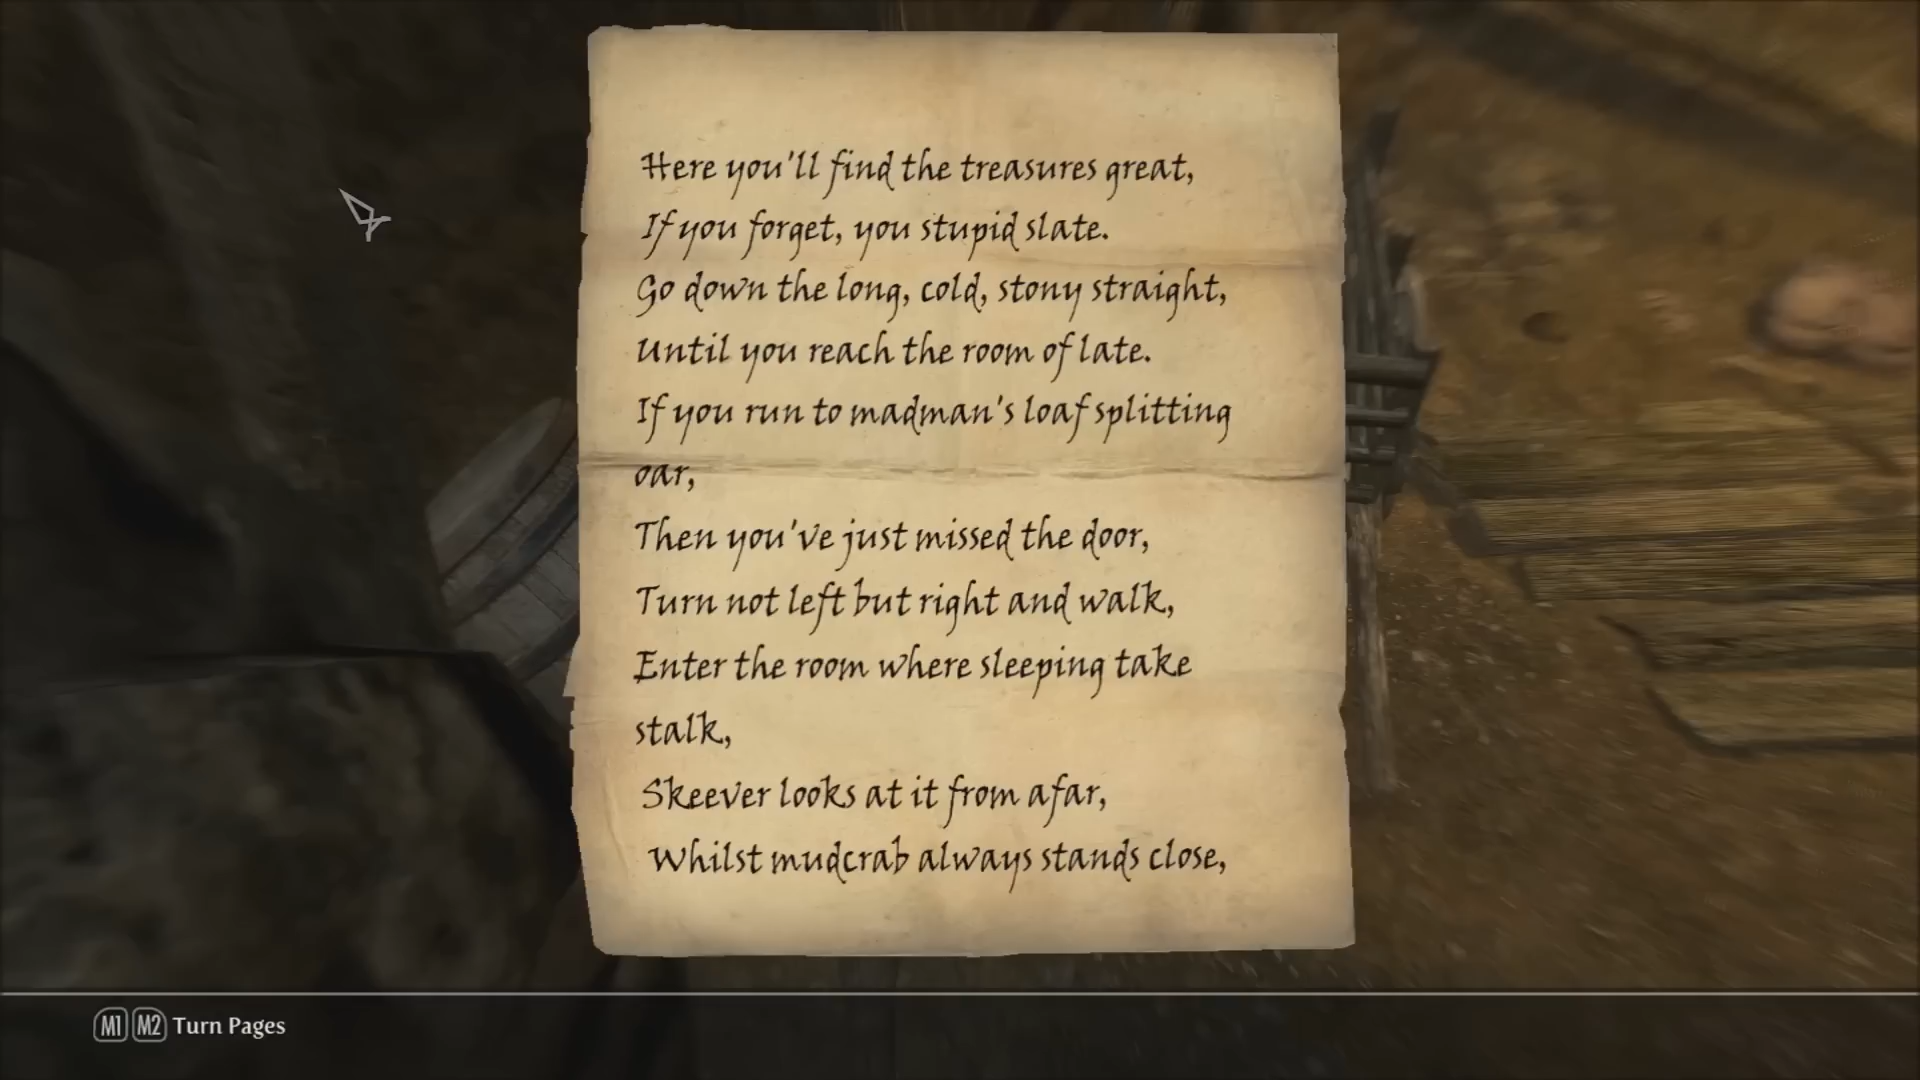 Here you'll find the treasures great,
If you forget, you stupid slate.
Go down the long, cold, stony straight,
Until you reach the room of late.
If you run to madman's loaf splitting
oar,
Then you've just missed the door,
Turn not left but right and walk,
Enter the room where sleeping take
stalk,
Skeever looks at it from afar,
Whilst mudcrab always stands close,
M1 M2 Turn Pages